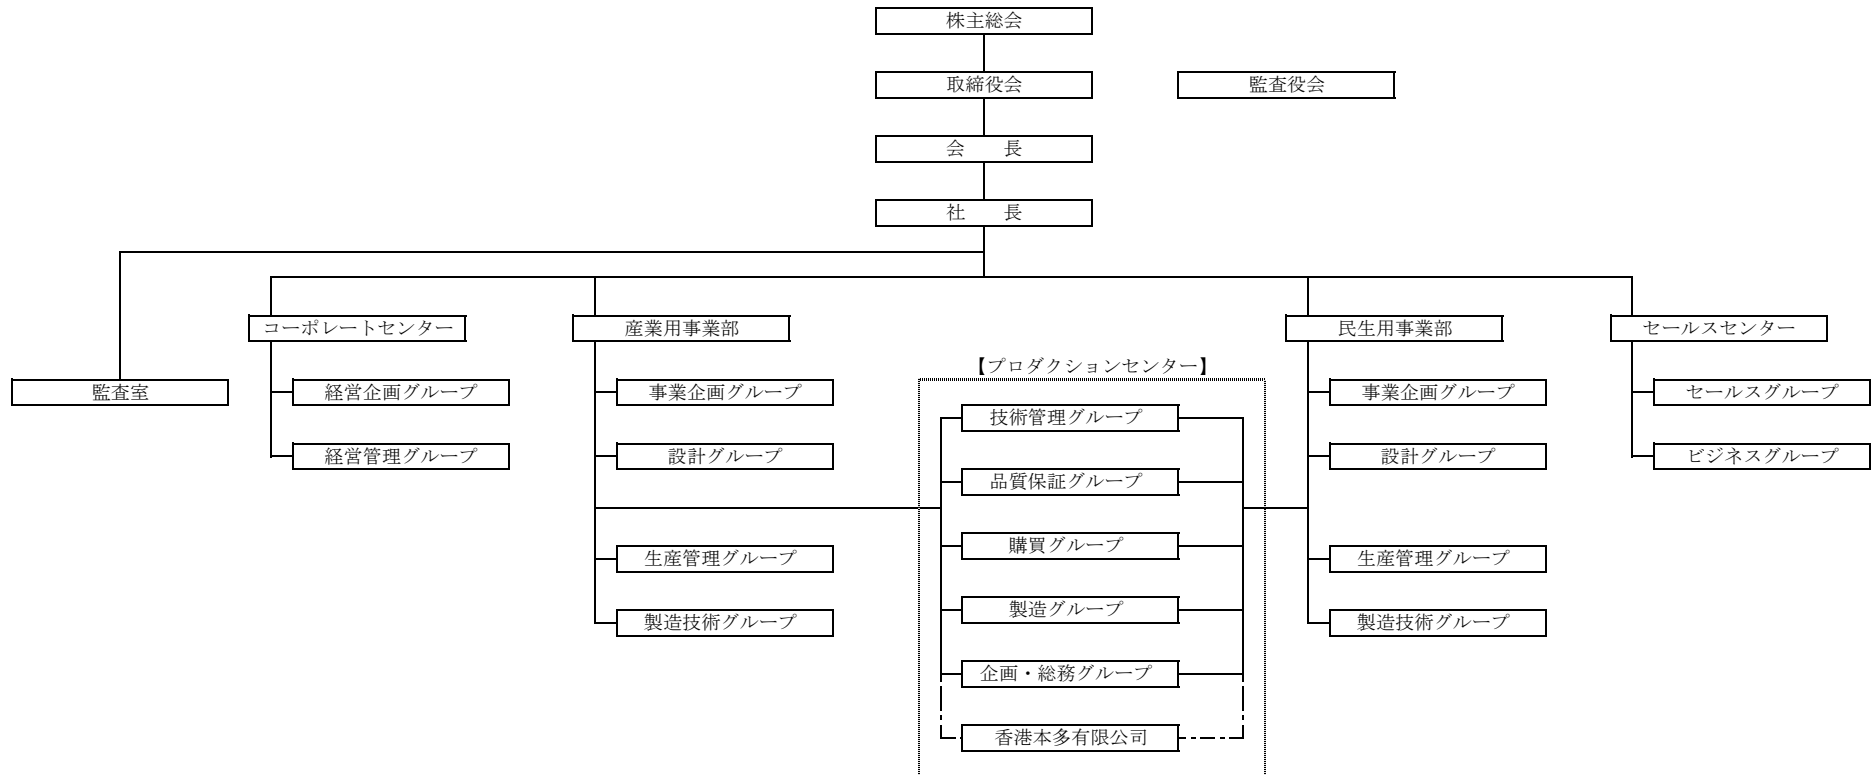 株主総会
取締役会
監査役会
会　　長
社　　長
コーポレートセンター
産業用事業部
民生用事業部
セールスセンター
【プロダクションセンター】
監査室
経営企画グループ
事業企画グループ
事業企画グループ
セールスグループ
技術管理グループ
経営管理グループ
設計グループ
設計グループ
ビジネスグループ
品質保証グループ
購買グループ
生産管理グループ
生産管理グループ
製造グループ
製造技術グループ
製造技術グループ
企画・総務グループ
香港本多有限公司